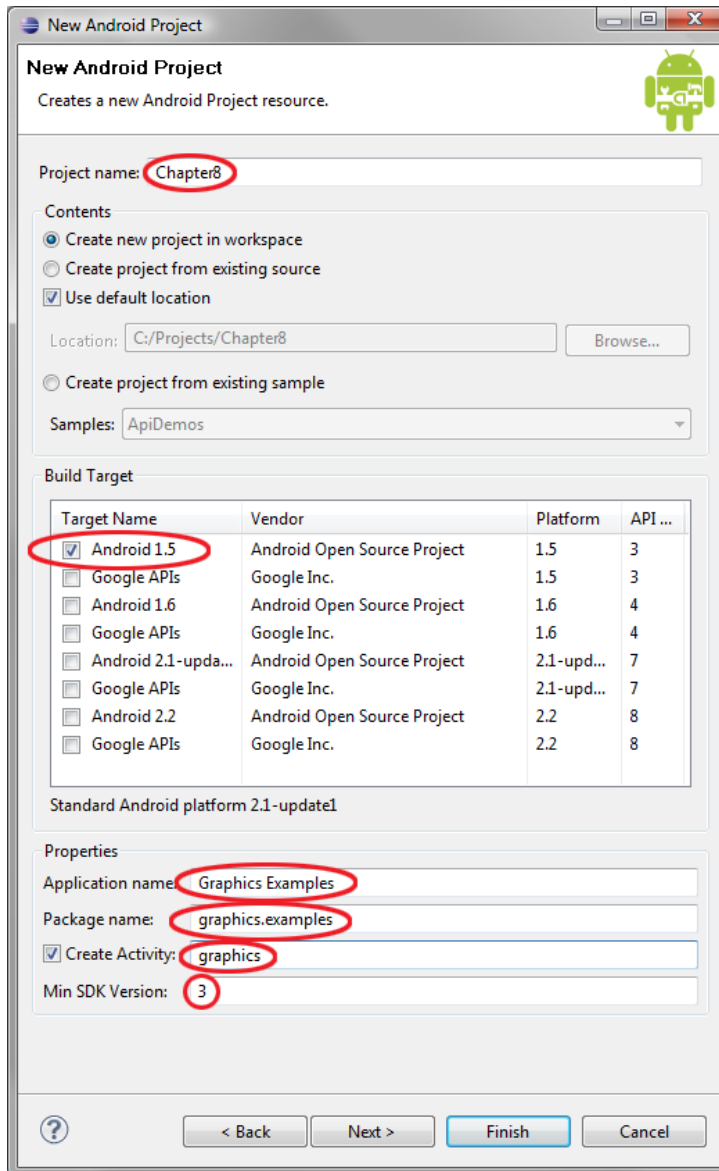 New Android Project
New Android Project
Creates a new Android Project resource.
Project name: Chapter8
Contents
Create new project in workspace
Create project from existing source
Use default location
Location: C:/Projects/Chapter8 Browse...
Create project from existing sample
Samples: ApiDemos
Build Target
Target Name Vendor Platform API ...
Android 1.5 Android Open Source Project 1.5 3
Google APIs Google Inc. 1.5 3
Android 1.6 Android Open Source Project 1.6 4
Google APIs Google Inc. 1.6 4
Android 2.1-upda... Android Open Source Project 2.1-upd... 7
Google APIs Google Inc. 2.1-upd... 7
Android 2.2 Android Open Source Project 2.2 8
Google APIs Google Inc. 2.2 8
Standard Android platform 2.1-update1
Properties
Application name: Graphics Examples
Package name: graphics.examples
Create Activity: graphics
Min SDK Version: 3
? < Back Next > Finish Cancel